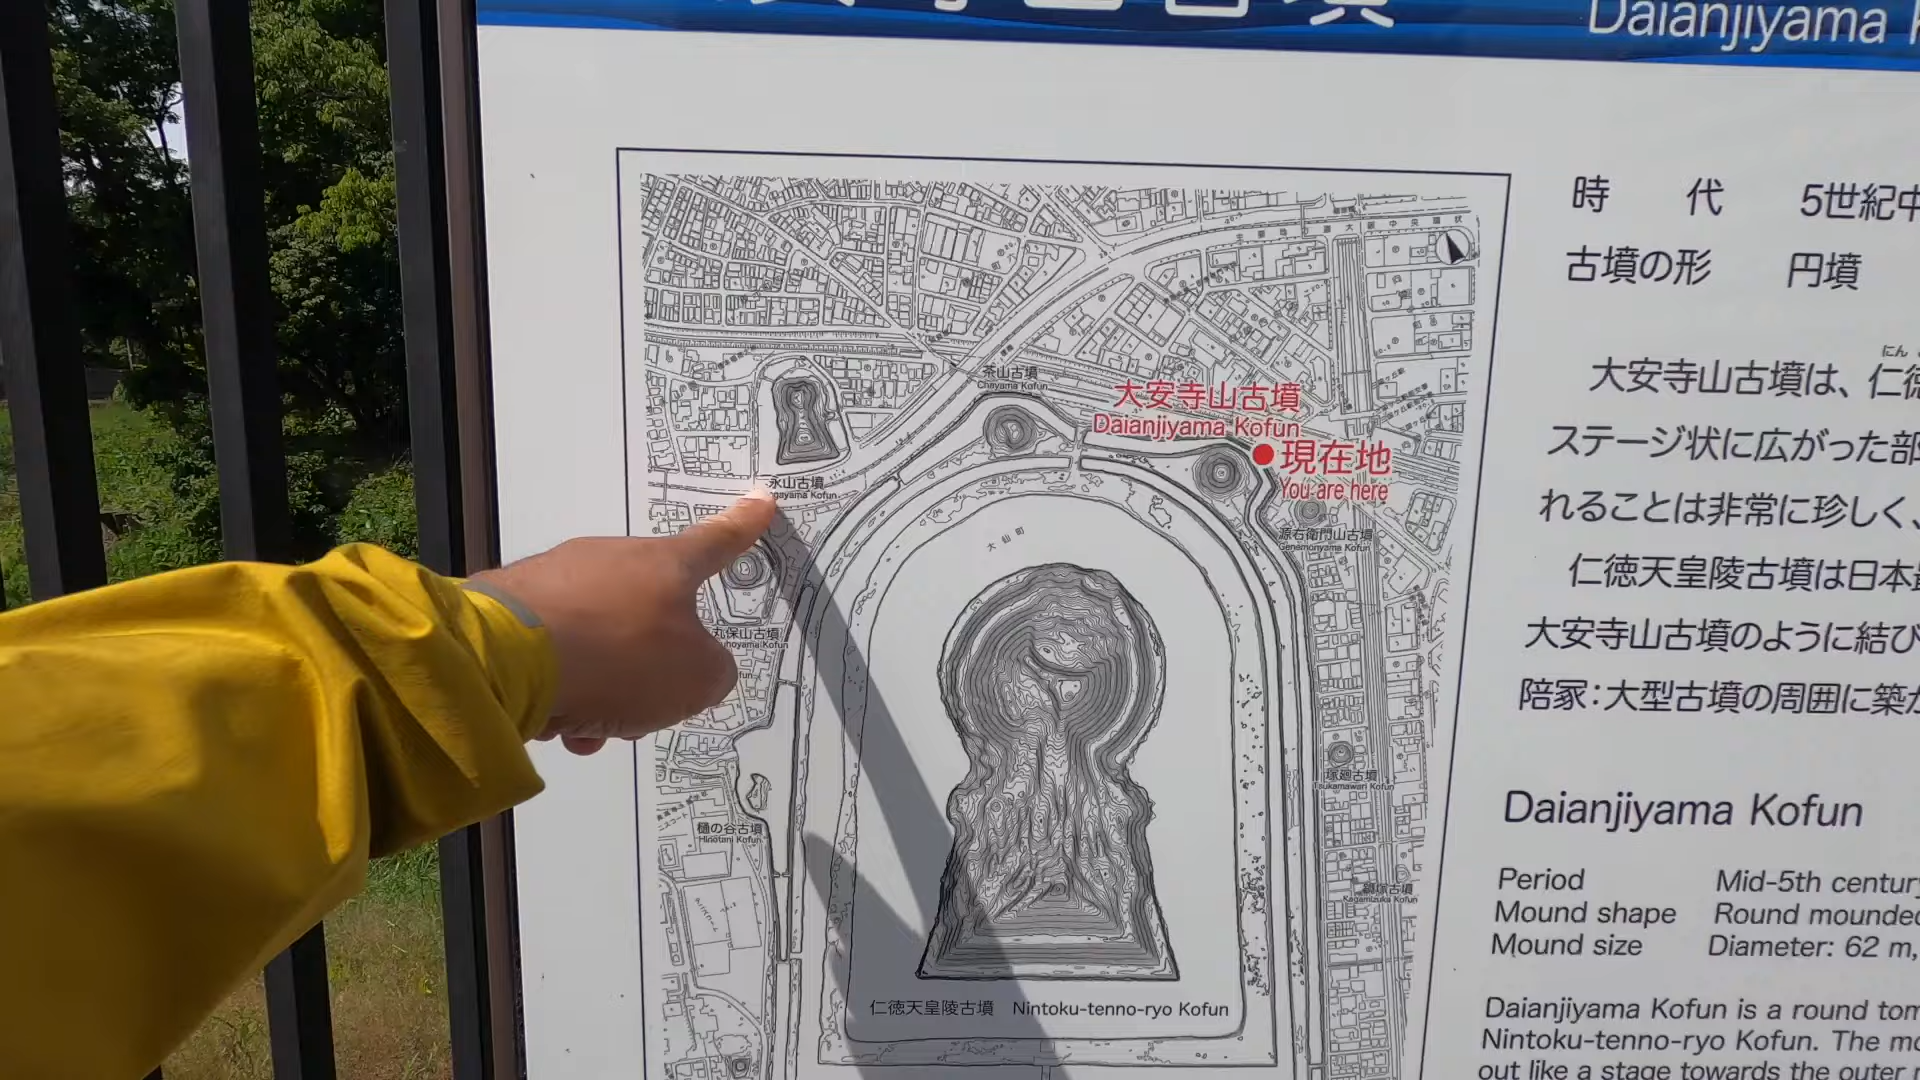 Daianjiyama
時 代 5世紀中
古墳の形 円墳
大安寺山古墳は、仁徳
ステージ状に広がった部
れることは非常に珍しく、
仁徳天皇陵古墳は日本
大安寺山古墳のように結び
陪冢：大型古墳の周囲に築か
Daianjiyama Kofun
Period Mid-5th century
Mound shape Round mounded
Mound size Diameter: 62 m,
Daianjiyama Kofun is a round tom
Nintoku-tenno-ryo Kofun. The mo
out like a stage towards the outer
茶山古墳
Chayama Kofun
大安寺山古墳
Daianjiyama Kofun
現在地
You are here
永山古墳
Kofun
源右衛門山古墳
Genemonyama Kofun
大仙町
丸保山古墳
Kofun
塚廻古墳
Tsukamawari Kofun
樋の谷古墳
Hinotani Kofun
鏡塚古墳
Kagamizuka Kofun
仁徳天皇陵古墳 Nintoku-tenno-ryo Kofun